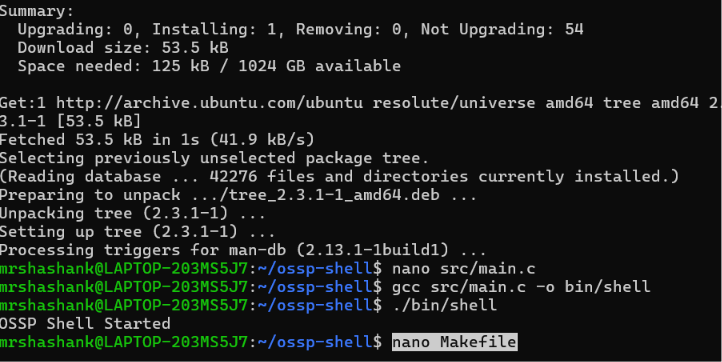 Summary:
  Upgrading: 0, Installing: 1, Removing: 0, Not Upgrading: 54
  Download size: 53.5 kB
  Space needed: 125 kB / 1024 GB available

Get:1 http://archive.ubuntu.com/ubuntu resolute/universe amd64 tree amd64 2.
3.1-1 [53.5 kB]
Fetched 53.5 kB in 1s (41.9 kB/s)
Selecting previously unselected package tree.
(Reading database ... 42276 files and directories currently installed.)
Preparing to unpack .../tree_2.3.1-1_amd64.deb ...
Unpacking tree (2.3.1-1) ...
Setting up tree (2.3.1-1) ...
Processing triggers for man-db (2.13.1-1build1) ...
mrshashank@LAPTOP-203MS5J7:~/ossp-shell$ nano src/main.c
mrshashank@LAPTOP-203MS5J7:~/ossp-shell$ gcc src/main.c -o bin/shell
mrshashank@LAPTOP-203MS5J7:~/ossp-shell$ ./bin/shell
OSSP Shell Started
mrshashank@LAPTOP-203MS5J7:~/ossp-shell$ nano Makefile